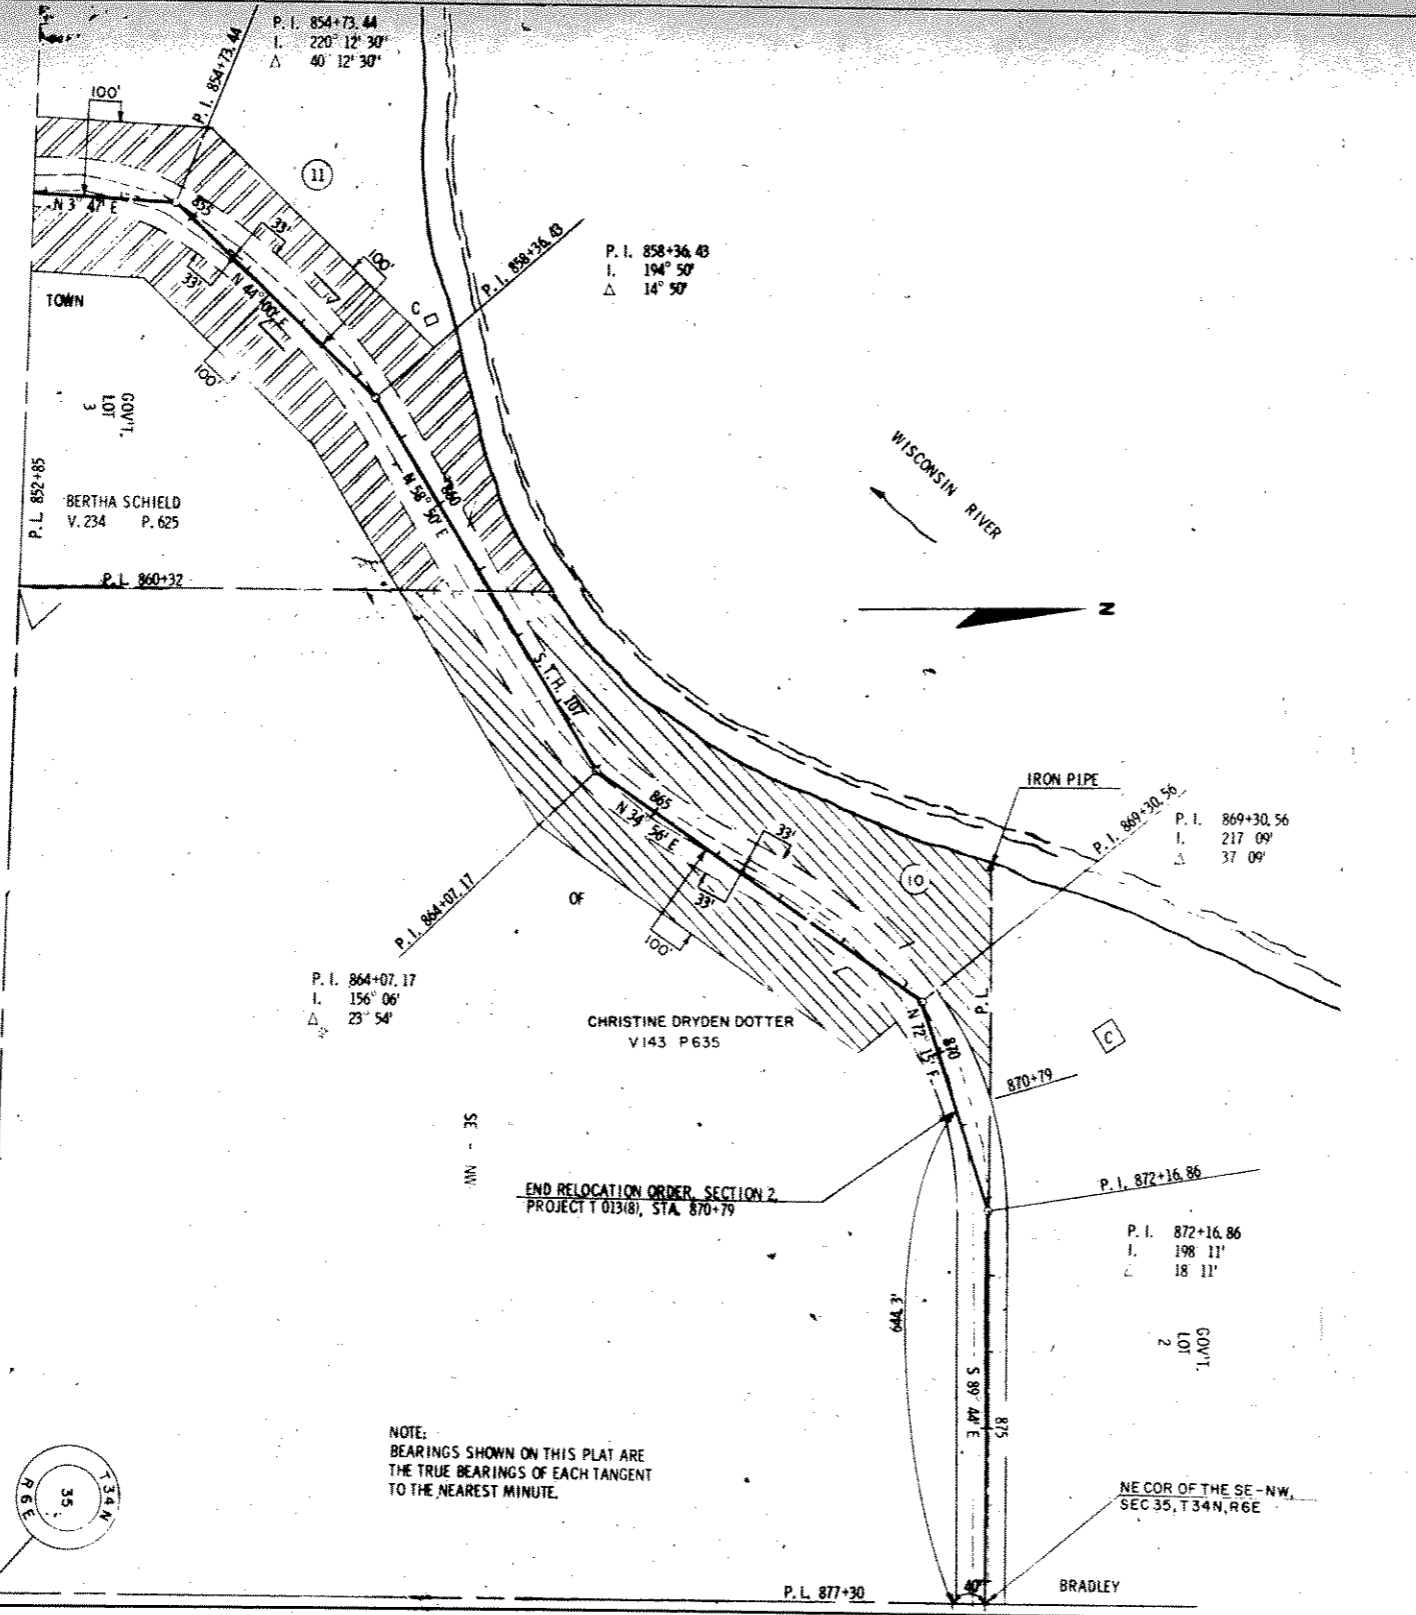 P. I. 854+73.44
I. 220° 12' 30"
Δ 40 12' 30"
P. I. 854+73.44
100'
11
N 3° 47' E
855
33'
33'
100'
100'
N 44° 00' E
C
P. I. 858+36.43
P. I. 858+36.43
I. 194° 50'
Δ 14° 50'
TOWN
GOV'T.
LOT
3
P. L. 852+85
BERTHA SCHIELD
V. 234 P. 625
P. L. 860+32
N 58° 50' E
860
WISCONSIN RIVER
N
S. T. H. 107
IRON PIPE
865
N 34° 56' E
33'
33'
100'
10
P. I. 869+30.56
P. I. 869+30.56
I. 217 09'
Δ 37 09'
P. I. 864+07.17
OF
P. I. 864+07.17
I. 156° 06'
Δ 23° 54'
CHRISTINE DRYDEN DOTTER
V143 P635
P. L.
N 72° 15' E
870
C
870+79
SE - NW
END RELOCATION ORDER, SECTION 2,
PROJECT T 013(8), STA. 870+79
P. I. 872+16.86
P. I. 872+16.86
I. 198 11'
Δ 18 11'
644.3'
GOV'T.
LOT
2
S 89° 44' E
875
NOTE:
BEARINGS SHOWN ON THIS PLAT ARE
THE TRUE BEARINGS OF EACH TANGENT
TO THE NEAREST MINUTE.
T34N
35
R6E
NE COR OF THE SE-NW,
SEC 35, T34N, R6E
P. L. 877+30
40'
BRADLEY